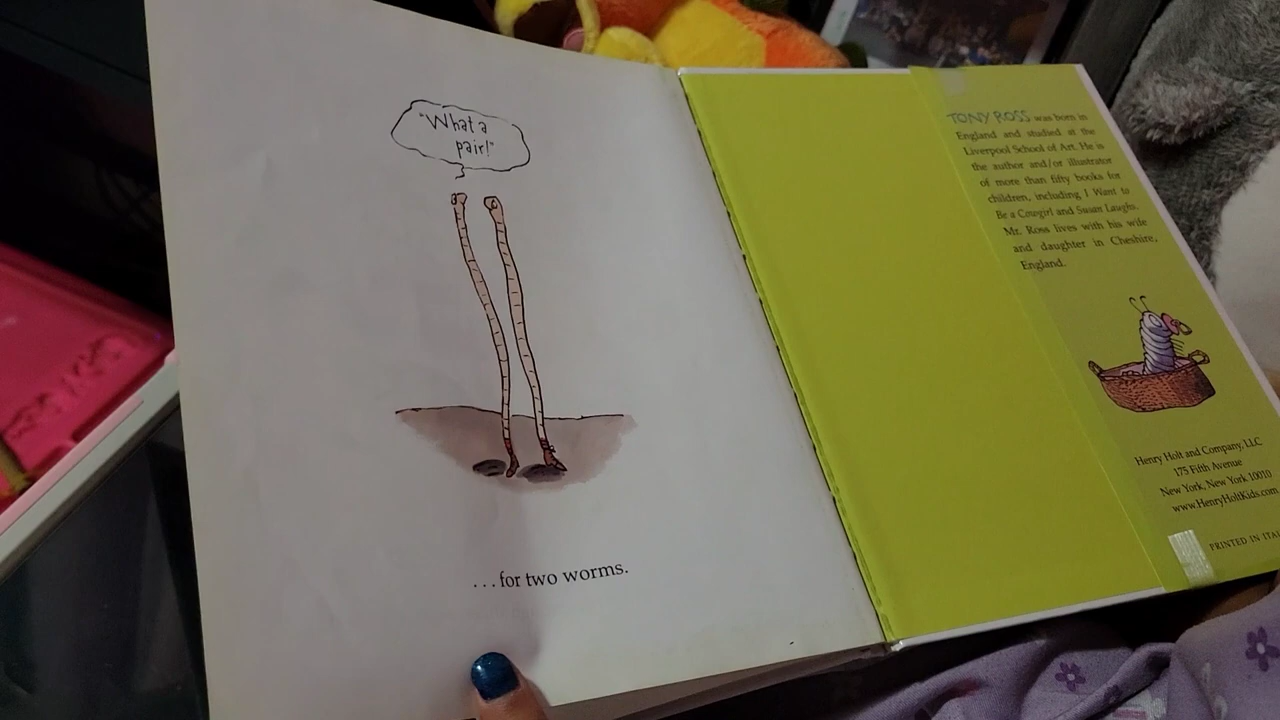 "What a
pair!"
...for two worms.
TONY ROSS was born in
England and studied at the
Liverpool School of Art. He is
the author and/or illustrator
of more than fifty books for
children, including I Want to
Be a Cowgirl and Susan Laughs.
Mr. Ross lives with his wife
and daughter in Cheshire,
England.
Henry Holt and Company, LLC
175 Fifth Avenue
New York, New York 10010
www.HenryHoltKids.com
PRINTED IN